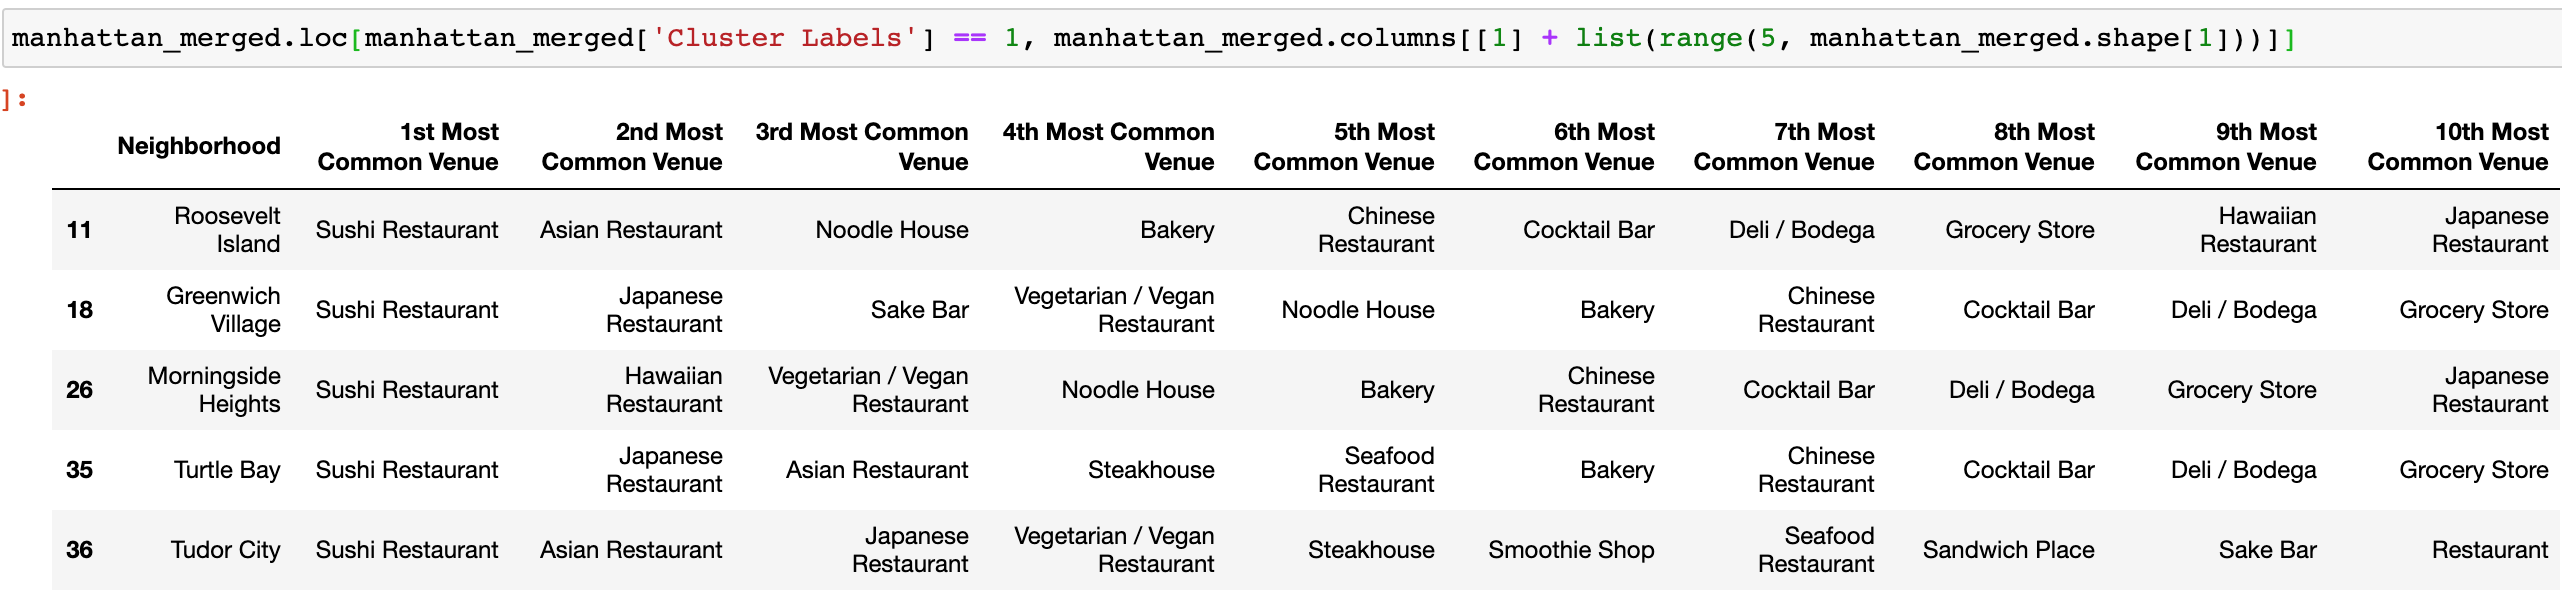 manhattan_merged.loc[manhattan_merged['Cluster Labels'] == 1, manhattan_merged.columns[[1] + list(range(5, manhattan_merged.shape[1]))]]
]:
Neighborhood 1st Most Common Venue 2nd Most Common Venue 3rd Most Common Venue 4th Most Common Venue 5th Most Common Venue 6th Most Common Venue 7th Most Common Venue 8th Most Common Venue 9th Most Common Venue 10th Most Common Venue
11 Roosevelt Island Sushi Restaurant Asian Restaurant Noodle House Bakery Chinese Restaurant Cocktail Bar Deli / Bodega Grocery Store Hawaiian Restaurant Japanese Restaurant
18 Greenwich Village Sushi Restaurant Japanese Restaurant Sake Bar Vegetarian / Vegan Restaurant Noodle House Bakery Chinese Restaurant Cocktail Bar Deli / Bodega Grocery Store
26 Morningside Heights Sushi Restaurant Hawaiian Restaurant Vegetarian / Vegan Restaurant Noodle House Bakery Chinese Restaurant Cocktail Bar Deli / Bodega Grocery Store Japanese Restaurant
35 Turtle Bay Sushi Restaurant Japanese Restaurant Asian Restaurant Steakhouse Seafood Restaurant Bakery Chinese Restaurant Cocktail Bar Deli / Bodega Grocery Store
36 Tudor City Sushi Restaurant Asian Restaurant Japanese Restaurant Vegetarian / Vegan Restaurant Steakhouse Smoothie Shop Seafood Restaurant Sandwich Place Sake Bar Restaurant